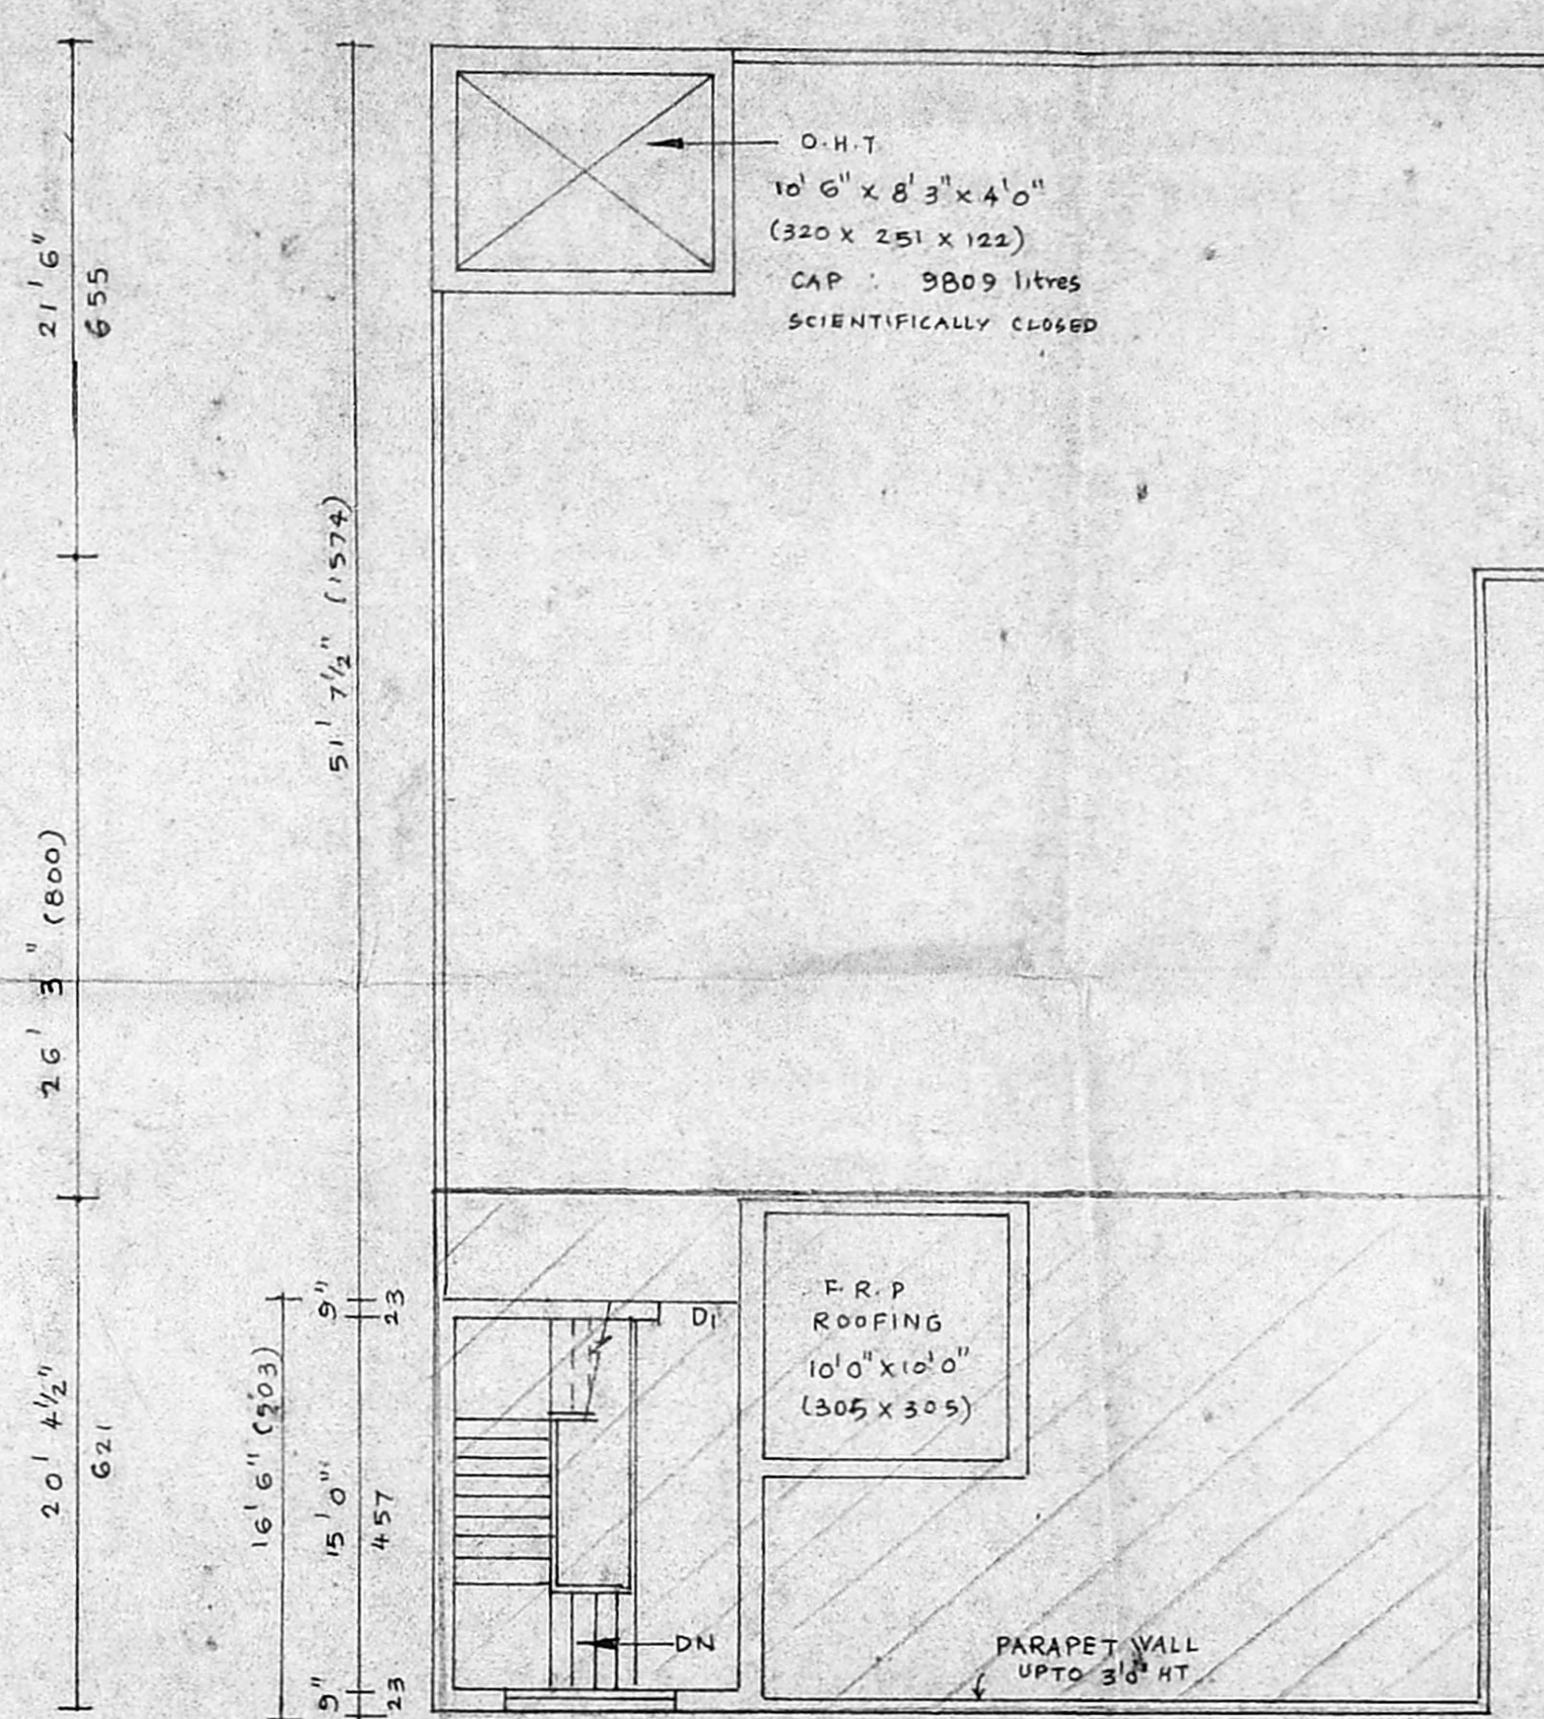 21' 6"
655
26' 3" (800)
20' 4½"
621
51' 7½" (1574)
16' 6" (503)
9"
23
15' 0"
457
9"
23
O.H.T
10' 6" x 8' 3" x 4' 0"
(320 x 251 x 122)
CAP : 9809 litres
SCIENTIFICALLY CLOSED
D1
F.R.P
ROOFING
10' 0" x 10' 0"
(305 x 305)
DN
PARAPET WALL
UPTO 3'0" HT